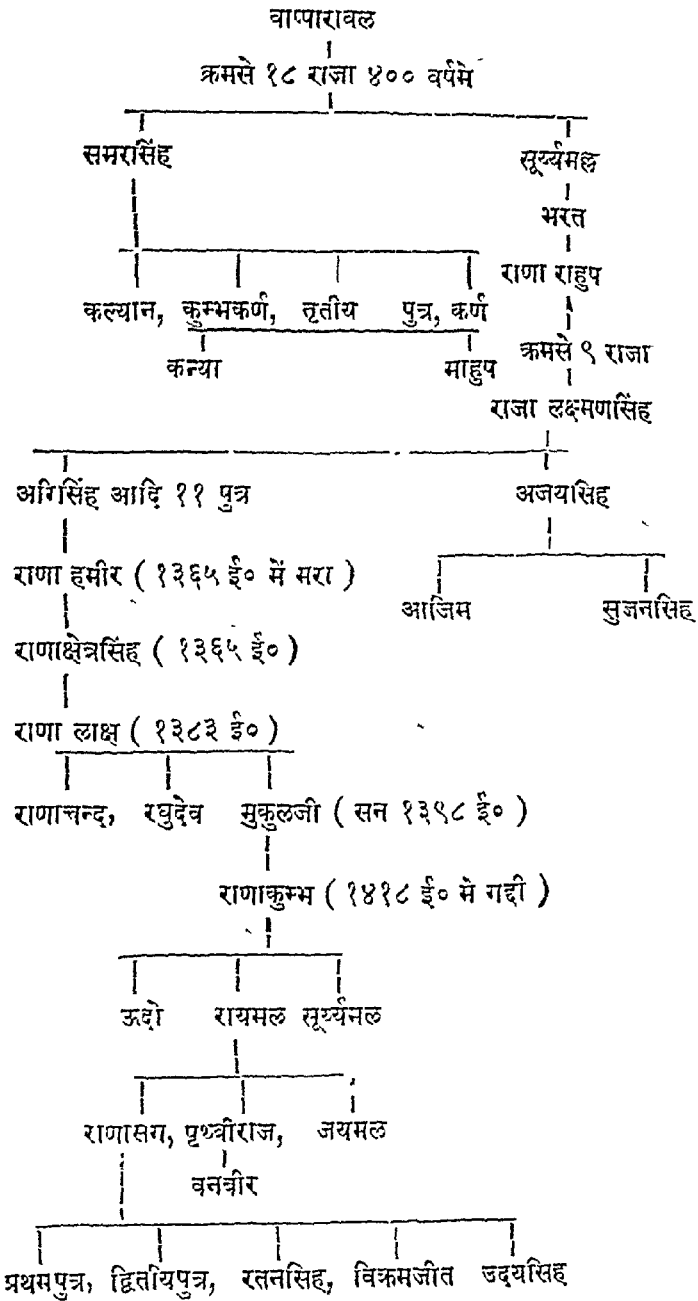 वाप्पारावल
क्रमसे १८ राजा ४०० वर्षमे
समरसिंह सूर्य्यमल्ल
भरत
राणा राहुप
कल्यान, कुम्भकर्ण, तृतीय पुत्र, कर्ण
क्रमसे ९ राजा
कन्या माहुप
राजा लक्ष्मणसिंह
अगिसिंह आदि ११ पुत्र अजयसिह
राणा हमीर ( १३६५ ई० में मरा )
आजिम सुजनसिह
राणाक्षेत्रसिंह ( १३६५ ई० )
राणा लाक्ष ( १३८३ ई० )
राणाचन्द, रघुदेव मुकुलजी ( सन १३९८ ई० )
राणाकुम्भ ( १४१८ ई० मे गद्दी )
ऊदो रायमल सूर्य्यमल
राणासग, पृथ्वीराज, जयमल
वनवीर
प्रथमपुत्र, द्वितीयपुत्र, रतनसिह, विक्रमजीत उदयसिह